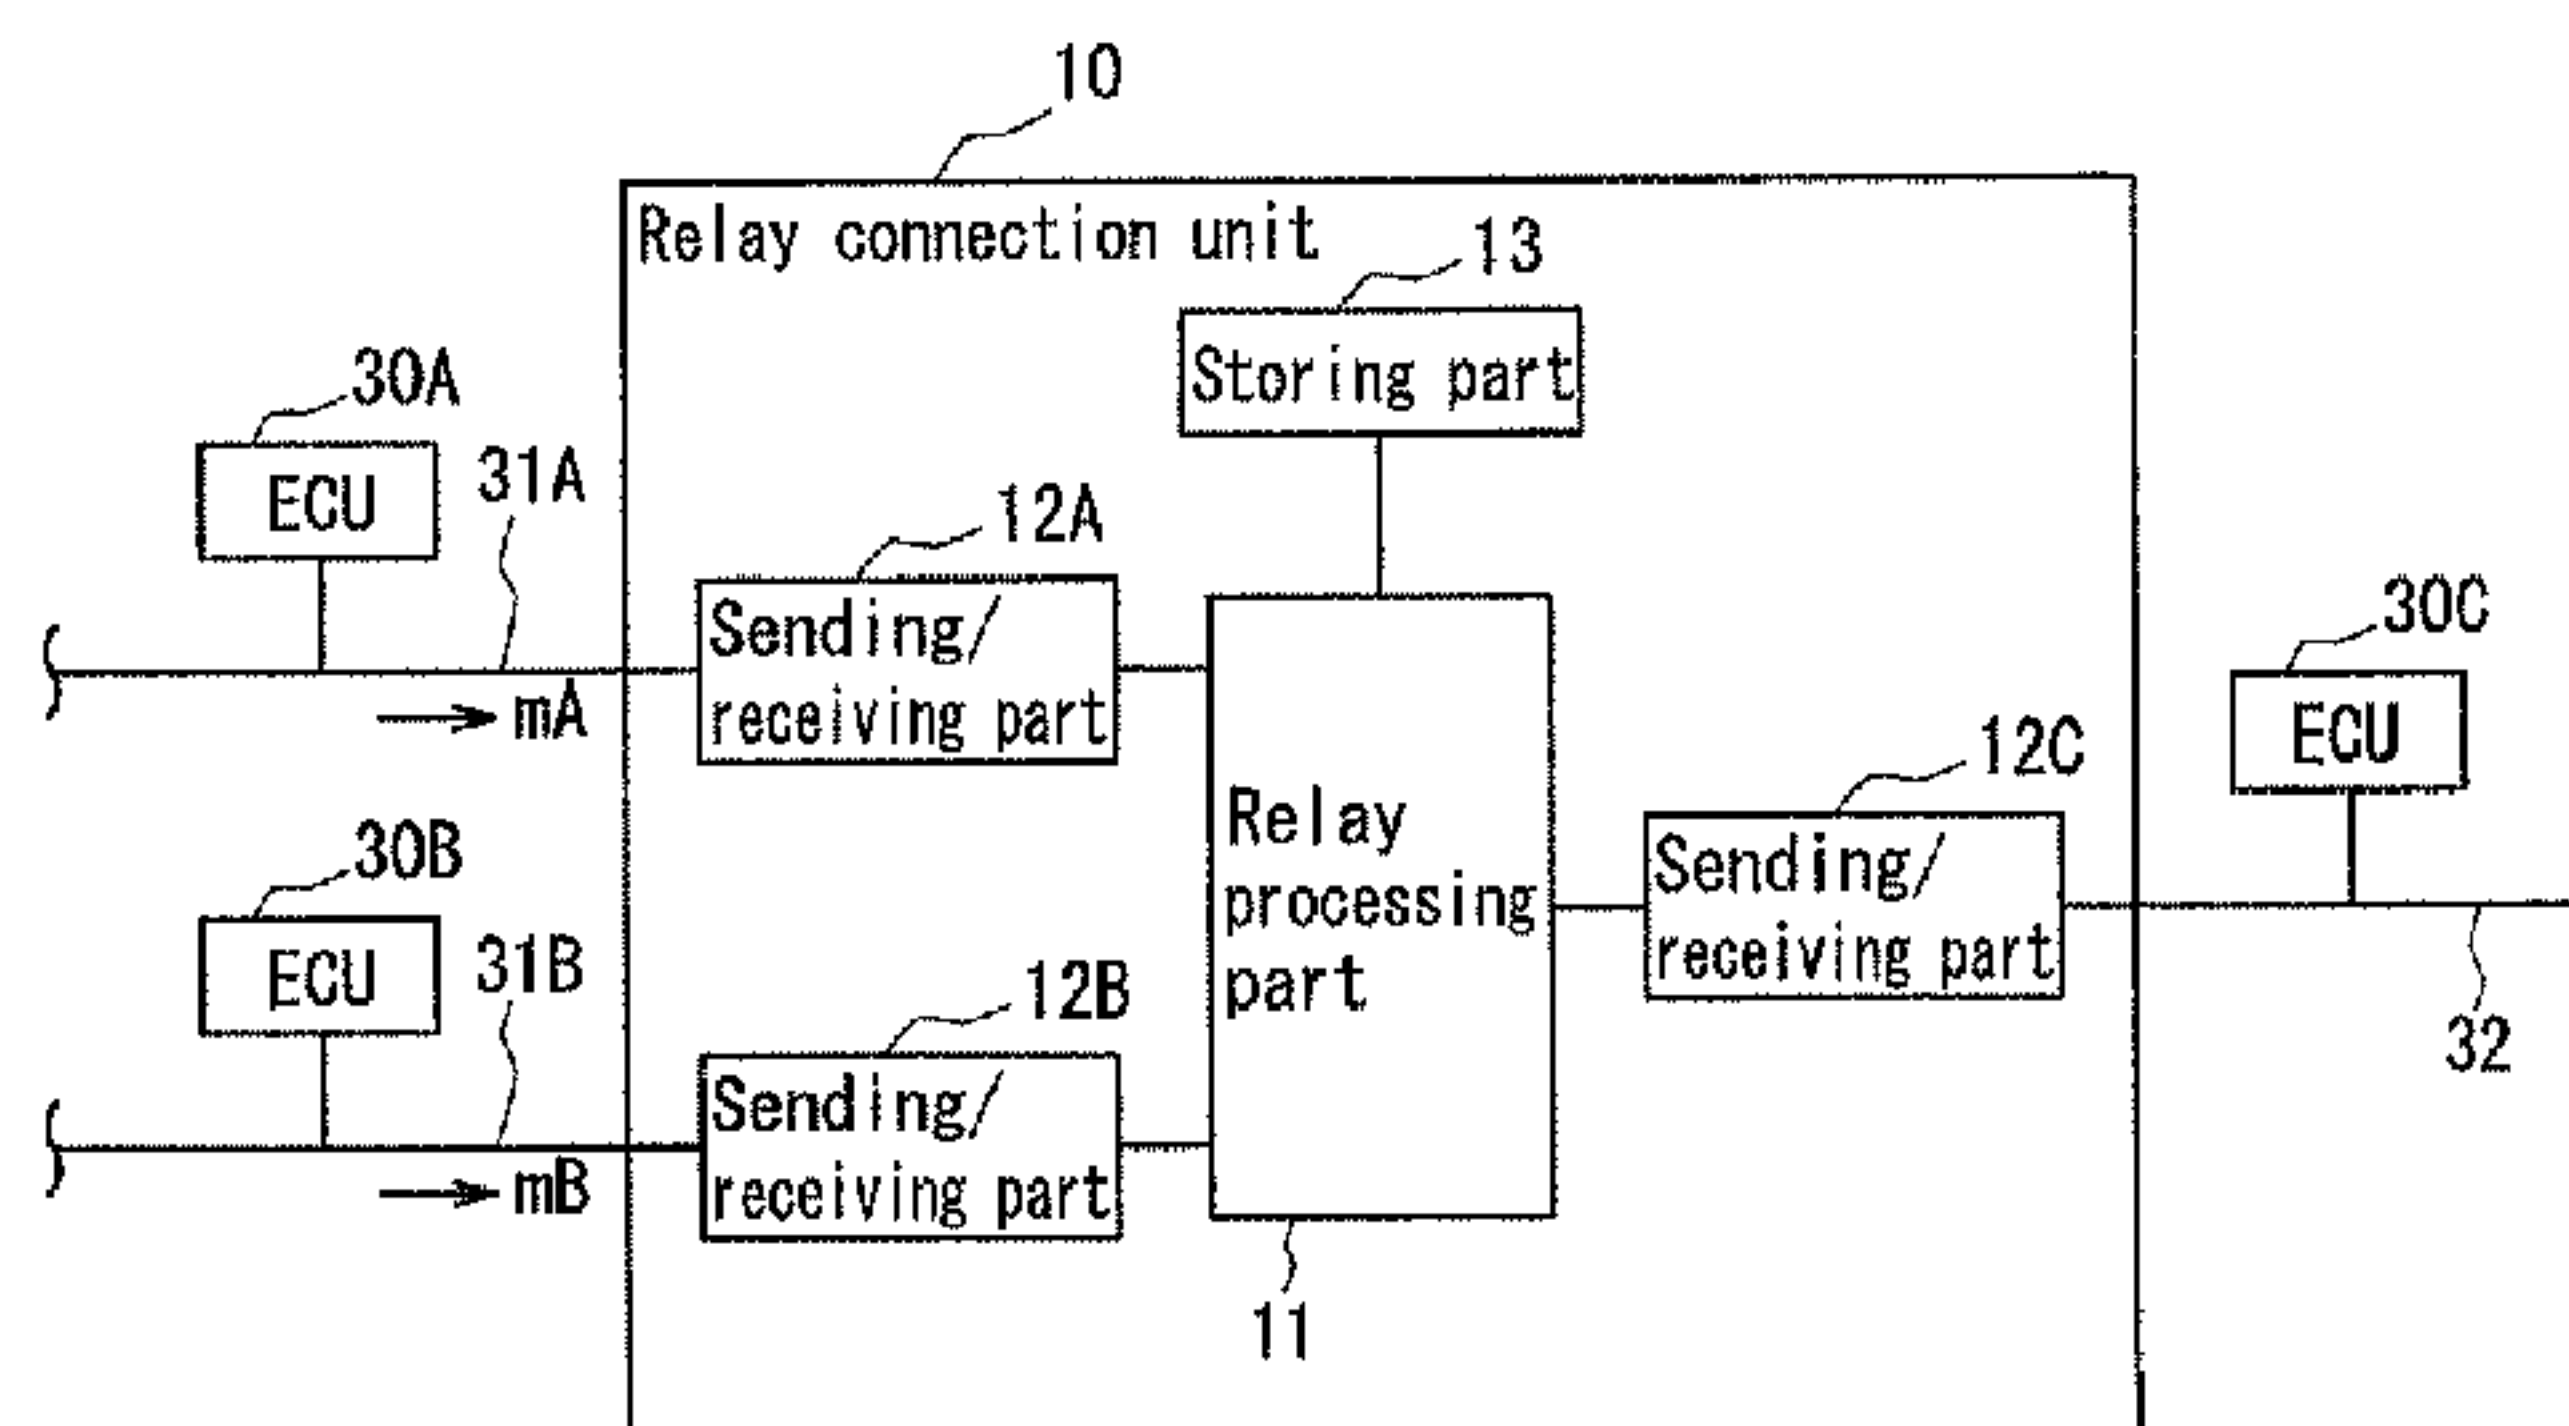 10
Relay connection unit
13
Storing part
30A
ECU
31A
12A
Sending/
receiving part
mA
30C
ECU
12C
Relay
processing
part
Sending/
receiving part
30B
ECU
31B
12B
Sending/
receiving part
mB
32
11